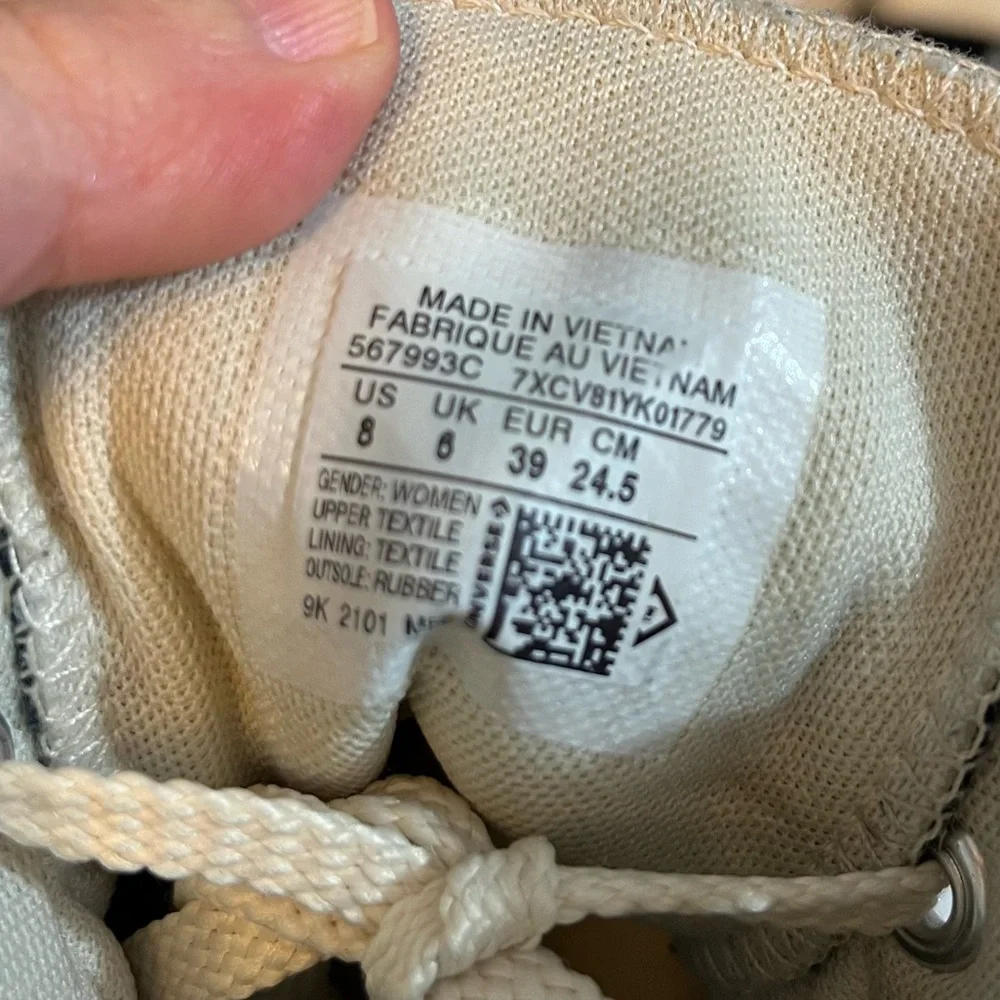 MADE IN VIETNA
FABRIQUE AU VIETNAM
567993C 7XCV81YK01779
US UK EUR CM
8 6 39 24.5
GENDER: WOMEN
UPPER TEXTILE
LINING: TEXTILE
OUTSOLE: RUBBER
9K 2101
NVERSE